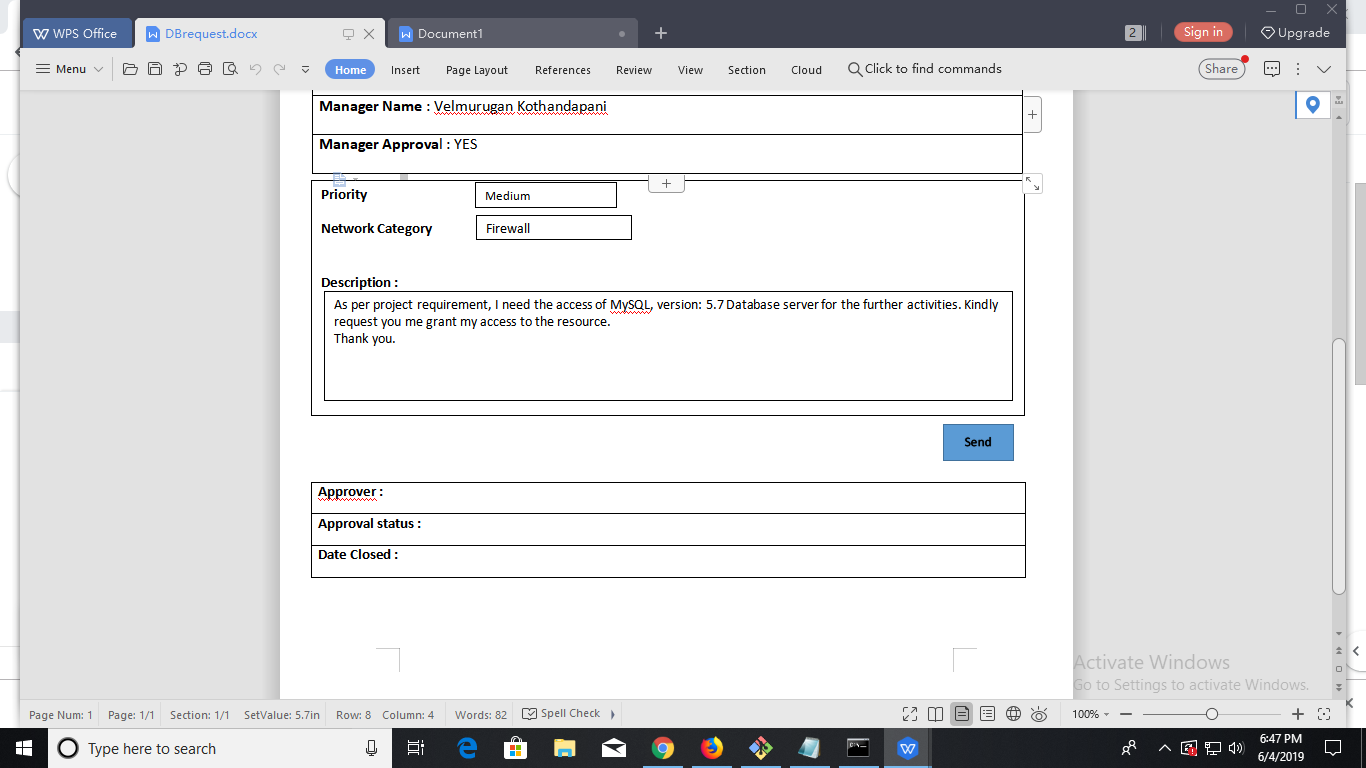 WPS Office
DBrequest.docx
Document1
2
Sign in
Upgrade
Menu
Home
Insert
Page Layout
References
Review
View
Section
Cloud
Click to find commands
Share
Manager Name : Velmurugan Kothandapani
Manager Approval : YES
Priority
Medium
Network Category
Firewall
Description :
As per project requirement, I need the access of MySQL, version: 5.7 Database server for the further activities. Kindly
request you me grant my access to the resource.
Thank you.
Send
Approver :
Approval status :
Date Closed :
Activate Windows
Go to Settings to activate Windows.
Page Num: 1
Page: 1/1
Section: 1/1
SetValue: 5.7in
Row: 8
Column: 4
Words: 82
Spell Check
100%
Type here to search
6:47 PM
6/4/2019